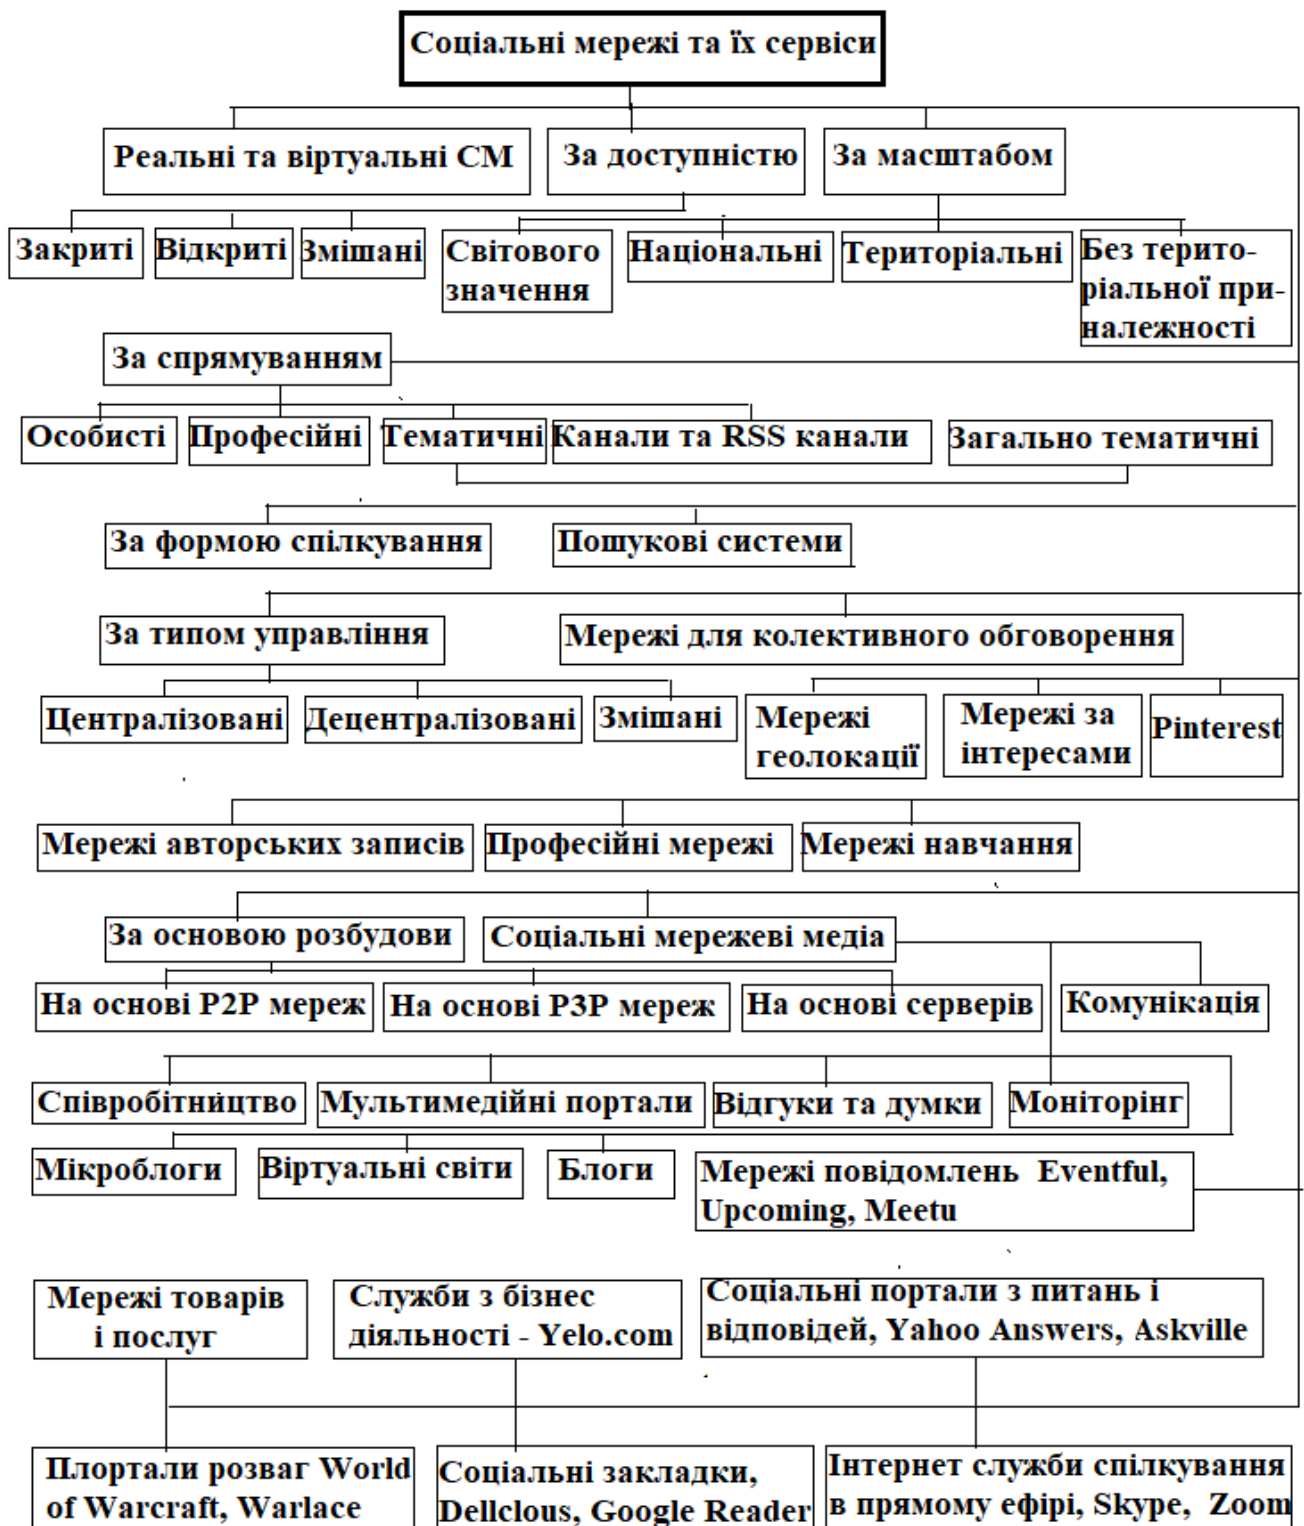 Соціальні мережі та їх сервіси
Реальні та віртуальні СМ
За доступністю
За масштабом
Закриті
Відкриті
Змішані
Світового
значення
Національні
Територіальні
Без терито-
ріальної при-
належності
За спрямуванням
Особисті
Професійні
Тематичні
Канали та RSS канали
Загально тематичні
За формою спілкування
Пошукові системи
За типом управління
Мережі для колективного обговорення
Централізовані
Децентралізовані
Змішані
Мережі
геолокації
Мережі за
інтересами
Pinterest
Мережі авторських записів
Професійні мережі
Мережі навчання
За основою розбудови
Соціальні мережеві медіа
На основі P2P мереж
На основі P3P мереж
На основі серверів
Комунікація
Співробітництво
Мультимедійні портали
Відгуки та думки
Моніторінг
Мікроблоги
Віртуальні світи
Блоги
Мережі повідомлень Eventful,
Upcoming, Meetu
Мережі товарів
і послуг
Служби з бізнес
діяльності - Yelo.com
Соціальні портали з питань і
відповідей, Yahoo Answers, Askville
Плортали розваг World
of Warcraft, Warlace
Соціальні закладки,
Dellclous, Google Reader
Інтернет служби спілкування
в прямому ефірі, Skype, Zoom